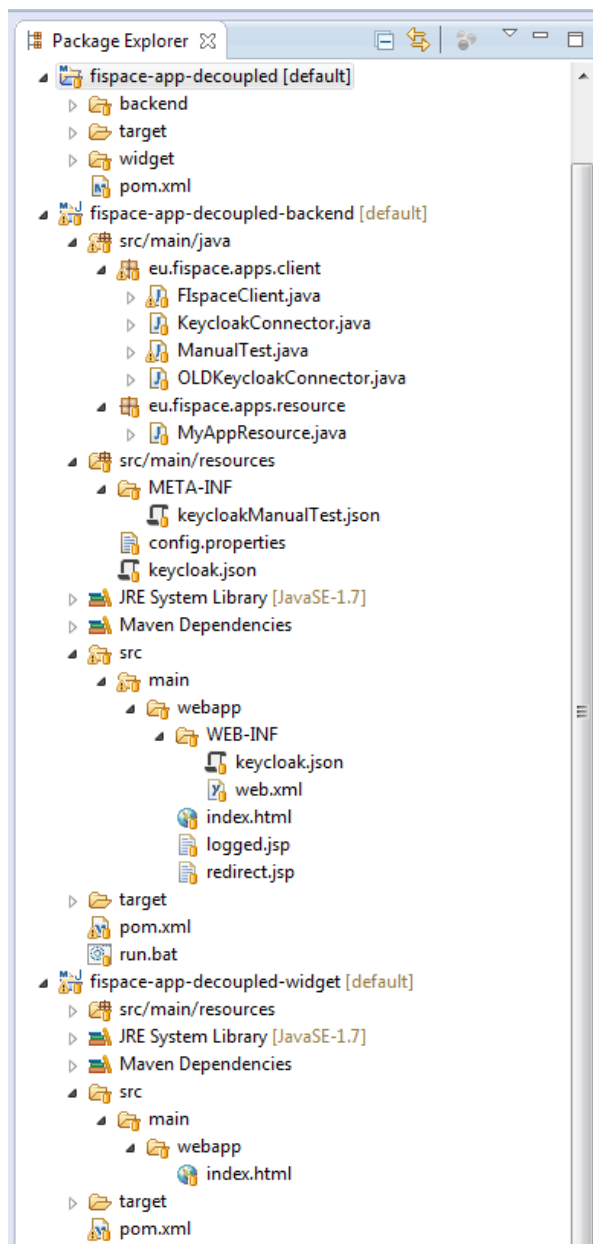 Package Explorer
fispace-app-decoupled [default]
backend
target
widget
pom.xml
fispace-app-decoupled-backend [default]
src/main/java
eu.fispace.apps.client
FIspaceClient.java
KeycloakConnector.java
ManualTest.java
OLDKeycloakConnector.java
eu.fispace.apps.resource
MyAppResource.java
src/main/resources
META-INF
keycloakManualTest.json
config.properties
keycloak.json
JRE System Library [JavaSE-1.7]
Maven Dependencies
src
main
webapp
WEB-INF
keycloak.json
web.xml
index.html
logged.jsp
redirect.jsp
target
pom.xml
run.bat
fispace-app-decoupled-widget [default]
src/main/resources
JRE System Library [JavaSE-1.7]
Maven Dependencies
src
main
webapp
index.html
target
pom.xml